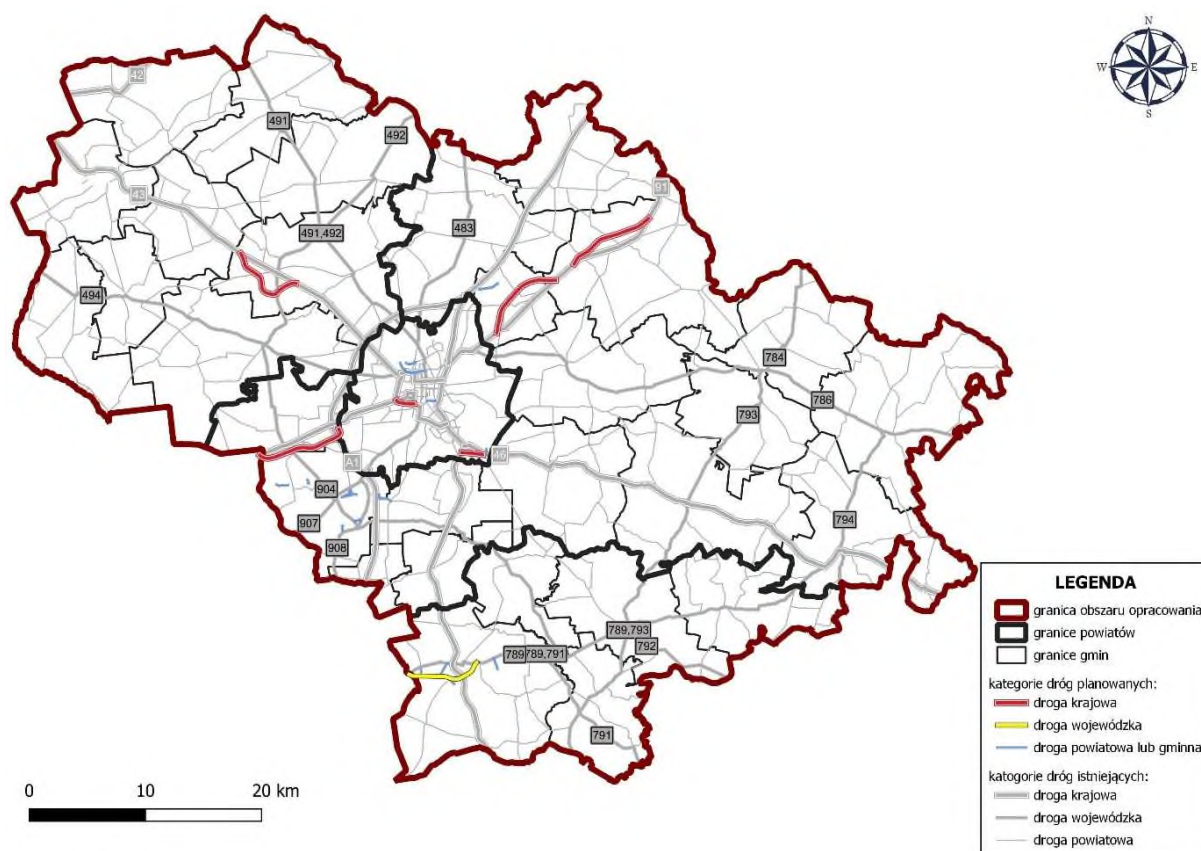 N
W
E
S
42
491
492
43
91
483
491,492
494
784
786
793
46
A1
904
907
794
908
789,793
792
789
789,791
791
0 10 20 km
LEGENDA
granica obszaru opracowania
granice powiatów
granice gmin
kategorie dróg planowanych:
droga krajowa
droga wojewódzka
droga powiatowa lub gminna
katogorie dróg istniejących:
droga krajowa
droga wojewódzka
droga powiatowa